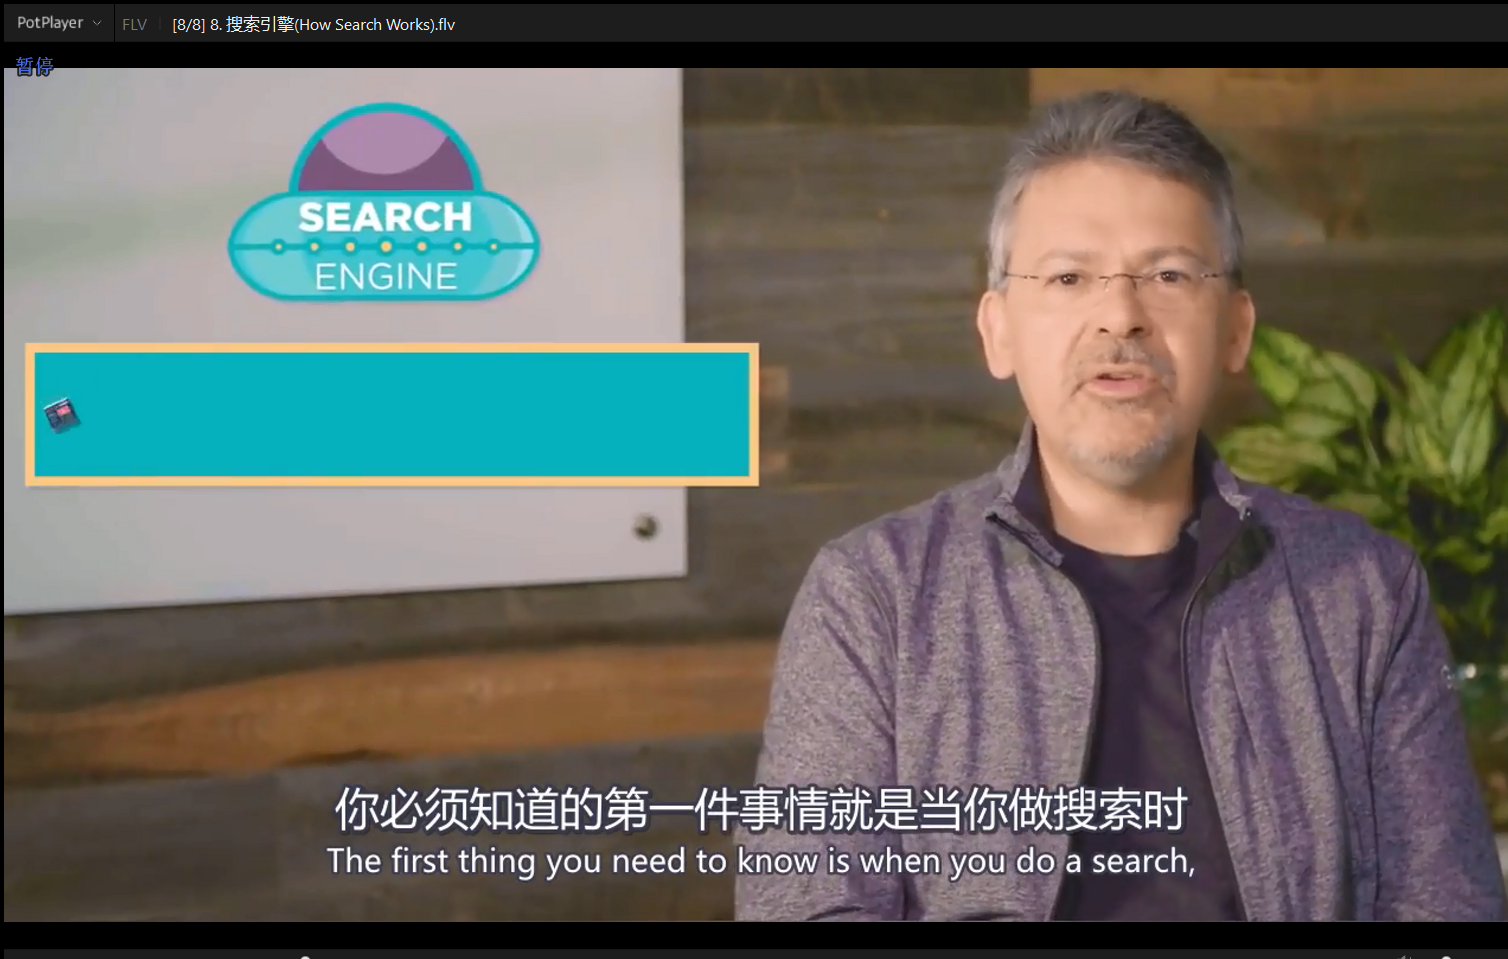 PotPlayer FLV [8/8] 8. 搜索引擎(How Search Works).flv
暂停
SEARCH
ENGINE
你必须知道的第一件事情就是当你做搜索时
The first thing you need to know is when you do a search,